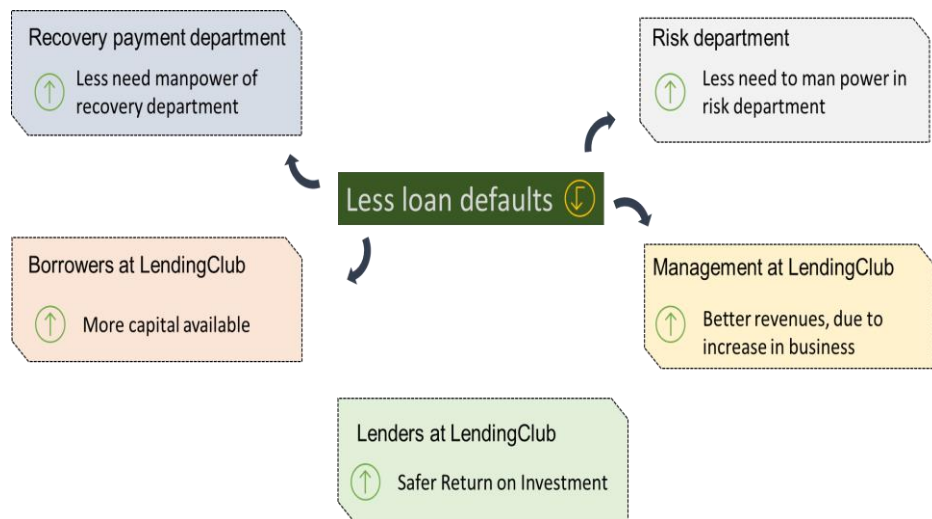 Recovery payment department
Less need manpower of
recovery department
Risk department
Less need to man power in
risk department
Less loan defaults
Borrowers at LendingClub
More capital available
Management at LendingClub
Better revenues, due to
increase in business
Lenders at LendingClub
Safer Return on Investment